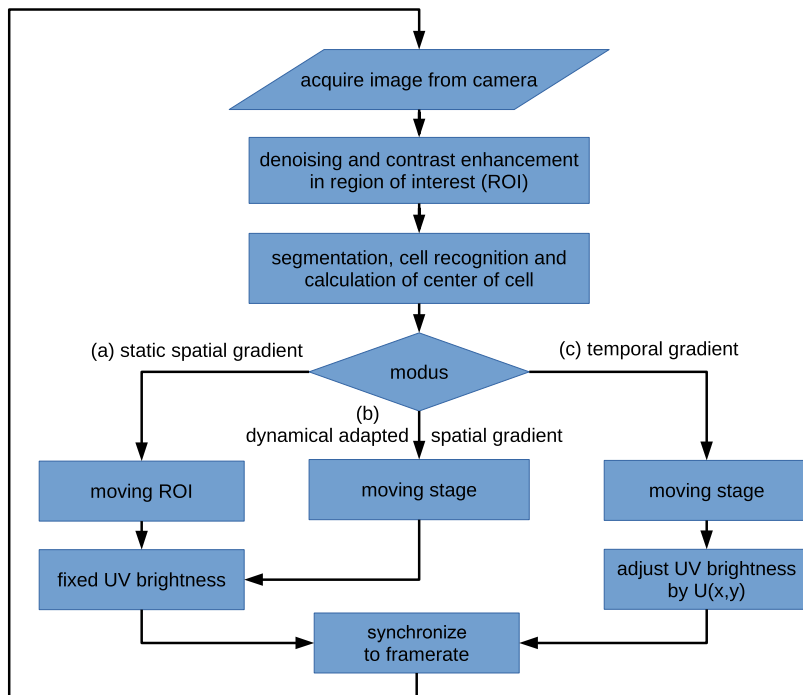 acquire image from camera
denoising and contrast enhancement
in region of interest (ROI)
segmentation, cell recognition and
calculation of center of cell
(a) static spatial gradient
(c) temporal gradient
modus
(b)
dynamical adapted spatial gradient
moving ROI
moving stage
moving stage
fixed UV brightness
adjust UV brightness
by U(x,y)
synchronize
to framerate